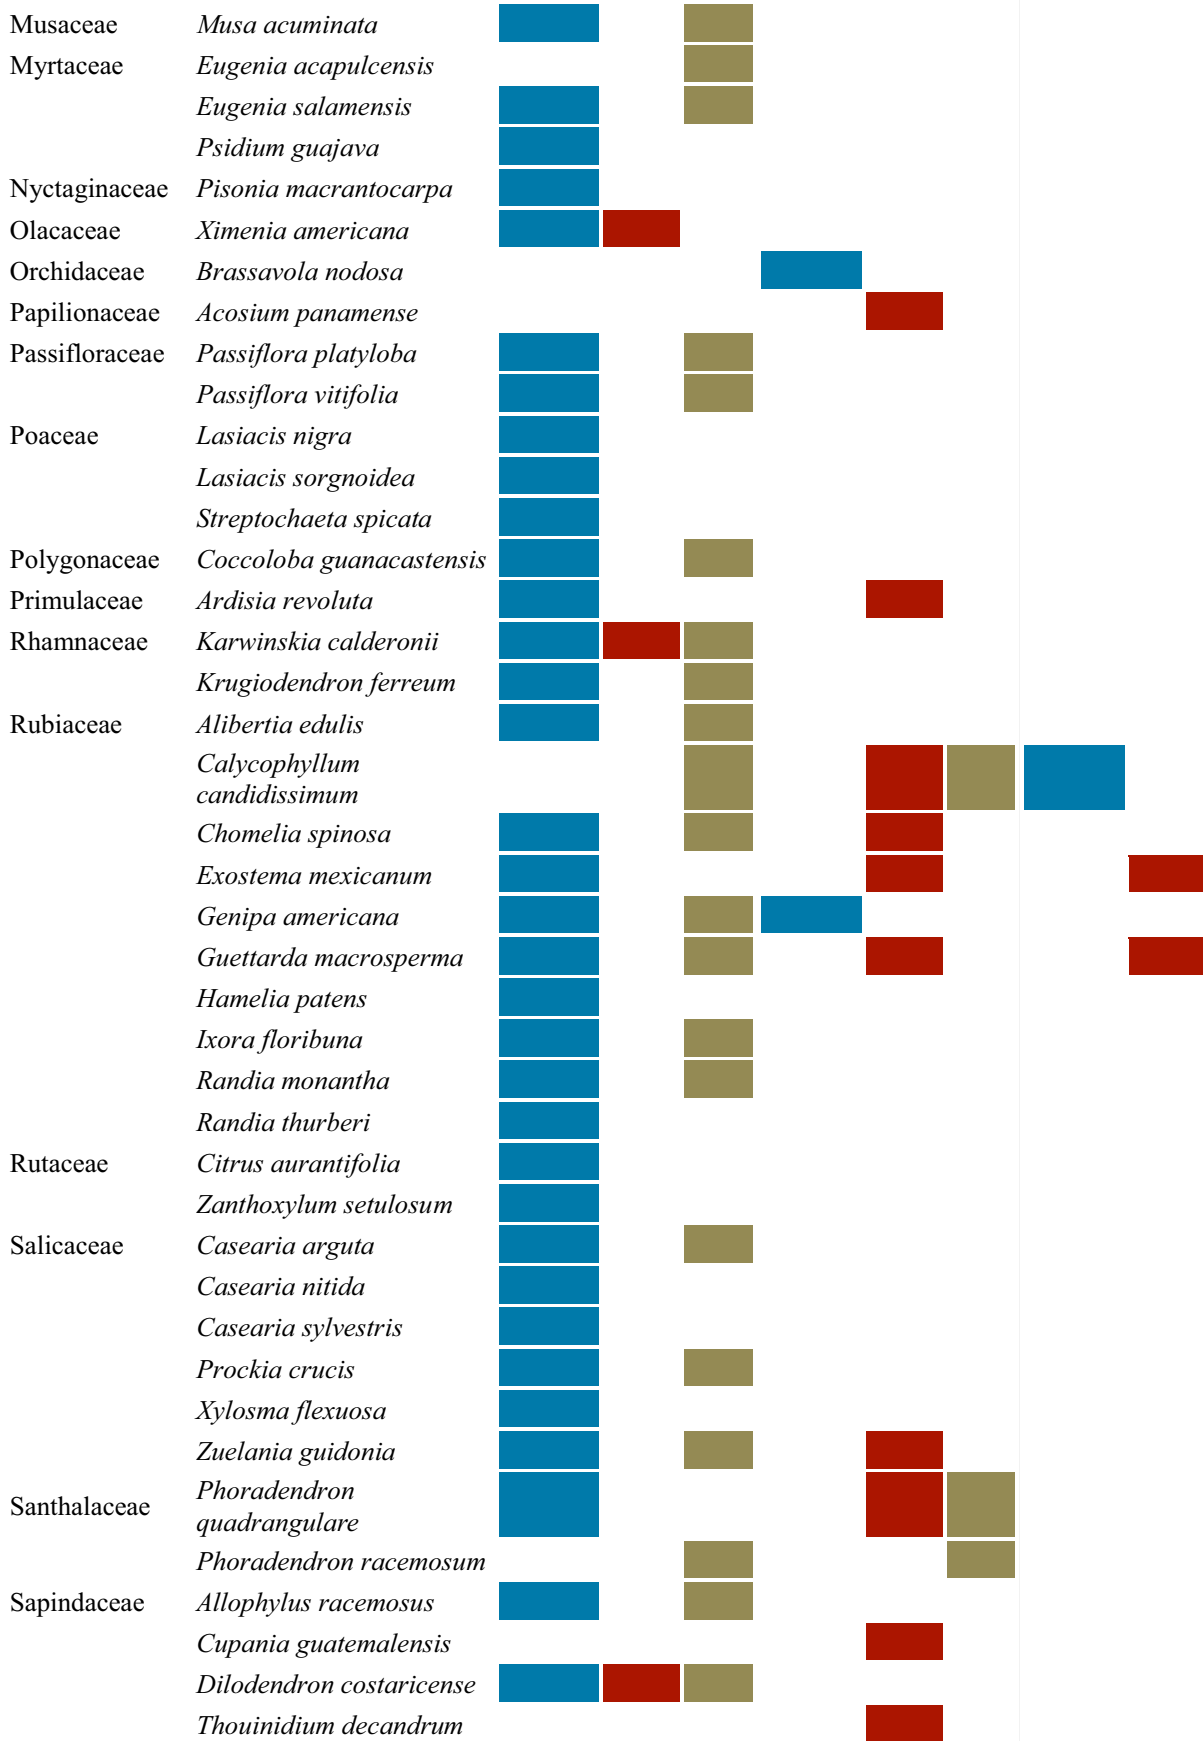 Musaceae Musa acuminata
Myrtaceae Eugenia acapulcensis
Eugenia salamensis
Psidium guajava
Nyctaginaceae Pisonia macrantocarpa
Olacaceae Ximenia americana
Orchidaceae Brassavola nodosa
Papilionaceae Acosium panamense
Passifloraceae Passiflora platyloba
Passiflora vitifolia
Poaceae Lasiacis nigra
Lasiacis sorgnoidea
Streptochaeta spicata
Polygonaceae Coccoloba guanacastensis
Primulaceae Ardisia revoluta
Rhamnaceae Karwinskia calderonii
Krugiodendron ferreum
Rubiaceae Alibertia edulis
Calycophyllum
candidissimum
Chomelia spinosa
Exostema mexicanum
Genipa americana
Guettarda macrosperma
Hamelia patens
Ixora floribuna
Randia monantha
Randia thurberi
Rutaceae Citrus aurantifolia
Zanthoxylum setulosum
Salicaceae Casearia arguta
Casearia nitida
Casearia sylvestris
Prockia crucis
Xylosma flexuosa
Zuelania guidonia
Santhalaceae Phoradendron
quadrangulare
Phoradendron racemosum
Sapindaceae Allophylus racemosus
Cupania guatemalensis
Dilodendron costaricense
Thouinidium decandrum